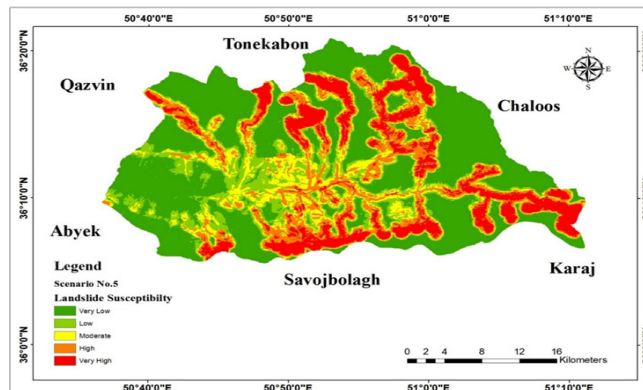 50°40'0"E 50°50'0"E 51°0'0"E 51°10'0"E
Tonekabon
36°20'0"N
N
W E
S
Qazvin
Chaloos
36°10'0"N
Abyek
Legend
Scenario No.5
Landslide Susceptibilty
Very Low
Low
Moderate
High
Very High
Savojbolagh
Karaj
36°0'0"N
0 2 4 8 12 16
Kilometers
50°40'0"E 50°50'0"E 51°0'0"E 51°10'0"E